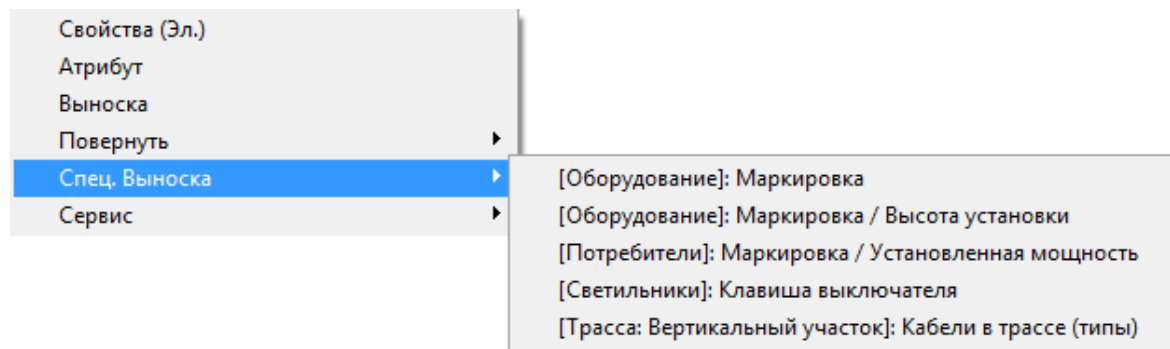 Свойства (Эл.)
Атрибут
Выноска
Повернуть
Спец. Выноска
Сервис
[Оборудование]: Маркировка
[Оборудование]: Маркировка / Высота установки
[Потребители]: Маркировка / Установленная мощность
[Светильники]: Клавиша выключателя
[Трасса: Вертикальный участок]: Кабели в трассе (типы)